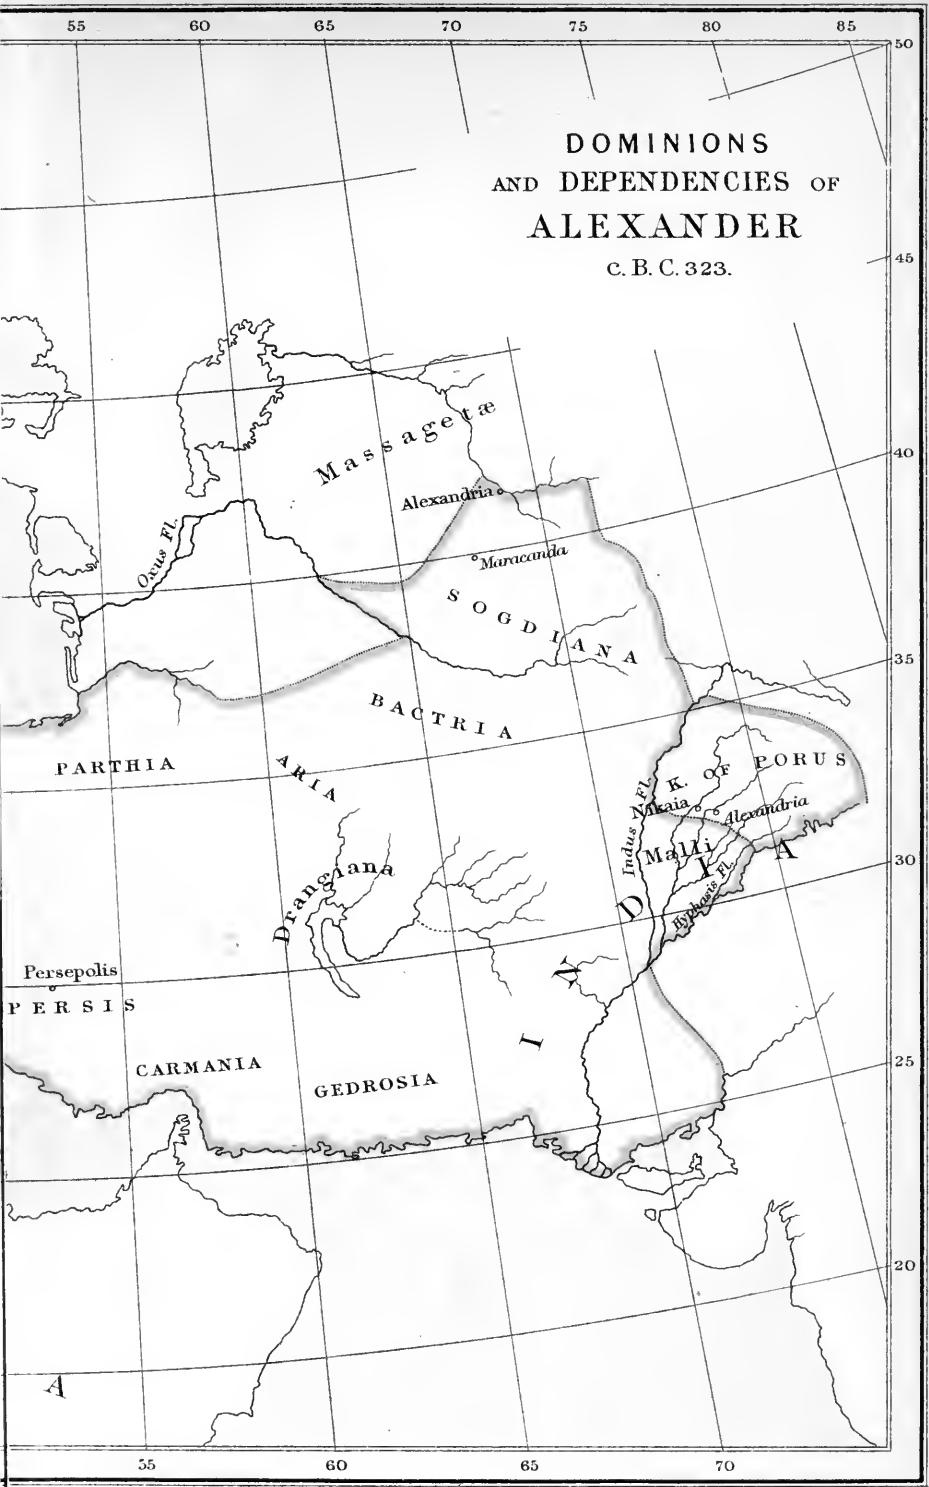 55 60 65 70 75 80 85
50
DOMINIONS
AND DEPENDENCIES OF
ALEXANDER
C. B. C. 323.
45
Massagetæ
40
Alexandria
Oxus Fl.
Maracanda
SOGDIANA
35
BACTRIA
PARTHIA
ARIA
K. OF PORUS
Indus Fl.
Nikaia
Alexandria
Malli
30
Drangiana
Hyphasis Fl.
INDIA
Persepolis
PERSIS
25
CARMANIA
GEDROSIA
20
A
55 60 65 70